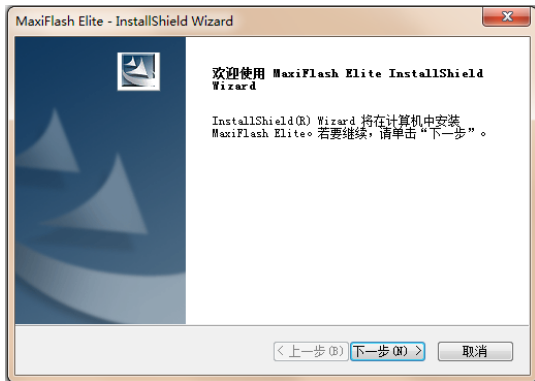 MaxiFlash Elite - InstallShield Wizard
欢迎使用 MaxiFlash Elite InstallShield
Wizard
InstallShield(R) Wizard 将在计算机中安装
MaxiFlash Elite。若要继续，请单击“下一步”。
< 上一步(B)
下一步(N) >
取消